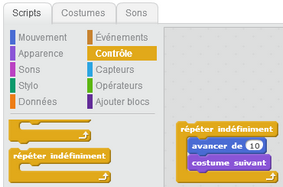 Scripts Costumes Sons
Mouvement Événements
Apparence Contrôle
Sons Capteurs
Stylo Opérateurs
Données Ajouter blocs
répéter indéfiniment
avancer de 10
costume suivant
répéter indéfiniment